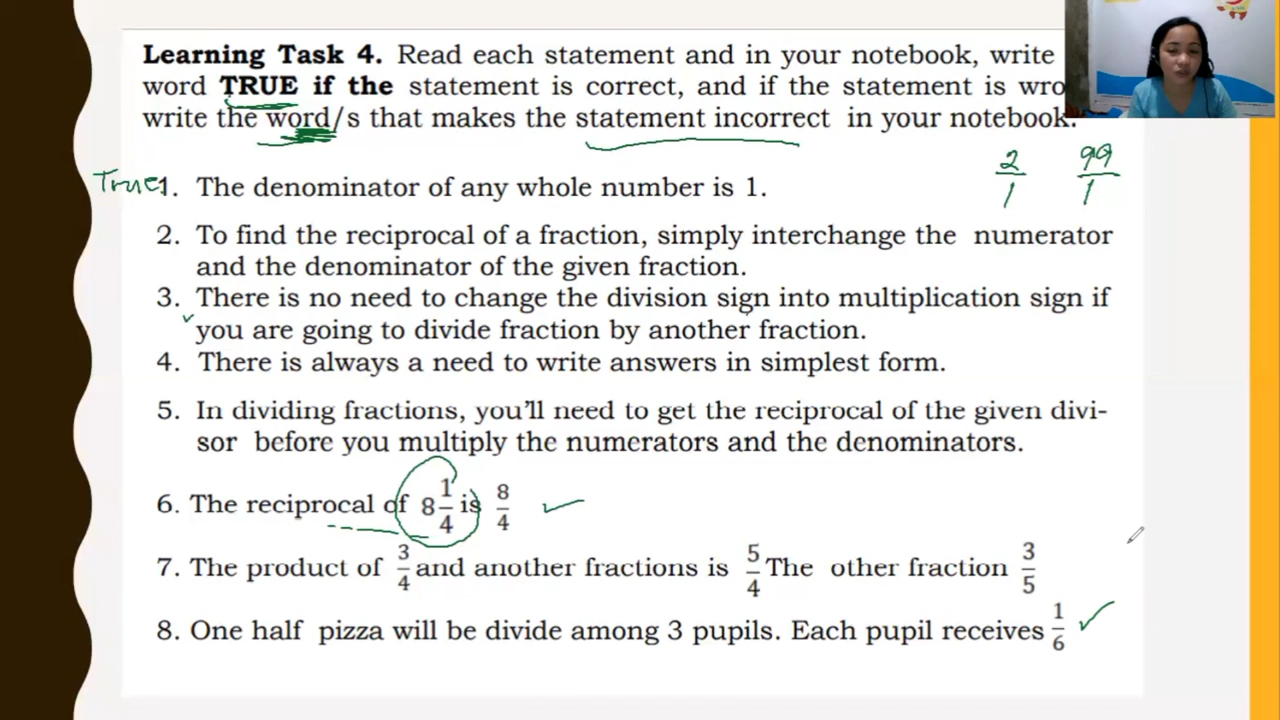 Learning Task 4. Read each statement and in your notebook, write
word TRUE if the statement is correct, and if the statement is wro
write the word/s that makes the statement incorrect in your notebook.
2/1 99/1
True 1. The denominator of any whole number is 1.
2. To find the reciprocal of a fraction, simply interchange the numerator
and the denominator of the given fraction.
3. There is no need to change the division sign into multiplication sign if
you are going to divide fraction by another fraction.
4. There is always a need to write answers in simplest form.
5. In dividing fractions, you'll need to get the reciprocal of the given divi-
sor before you multiply the numerators and the denominators.
6. The reciprocal of 8 1/4 is 8/4
7. The product of 3/4 and another fractions is 5/4 The other fraction 3/5
8. One half pizza will be divide among 3 pupils. Each pupil receives 1/6